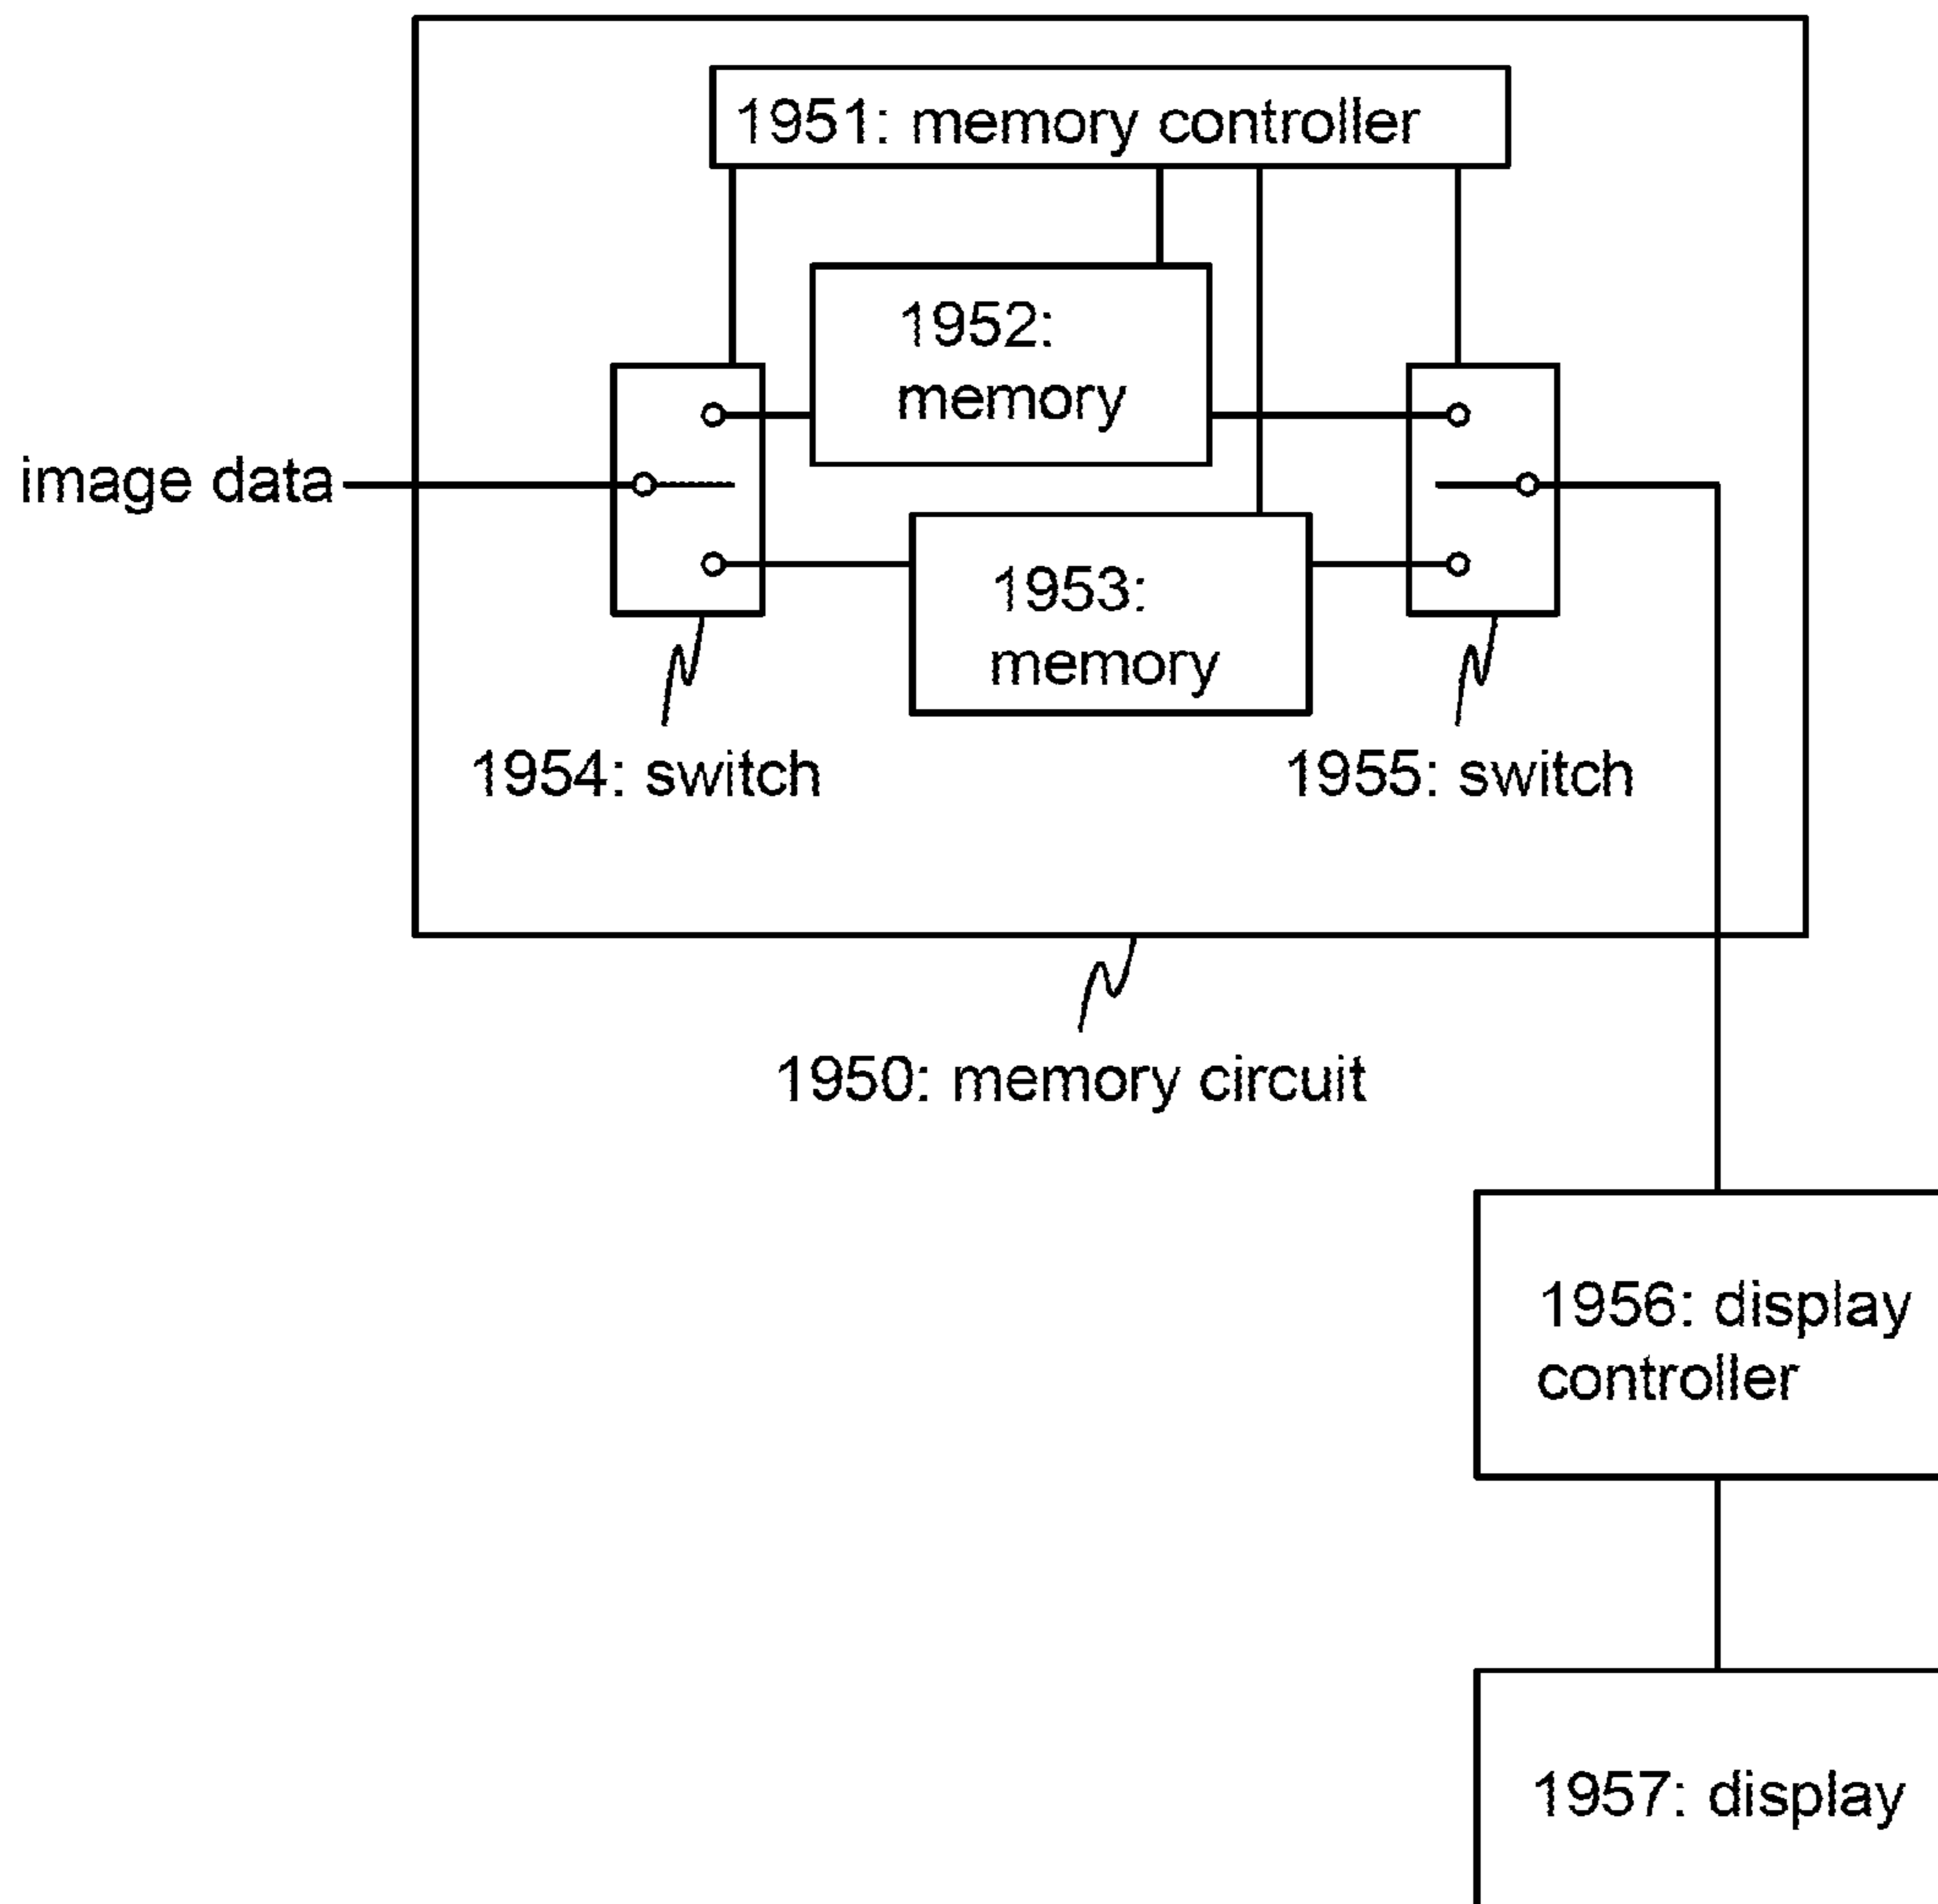 1951: memory controller
1952:
memory
image data
1953:
memory
1954: switch
1955: switch
1950: memory circuit
1956: display
controller
1957: display